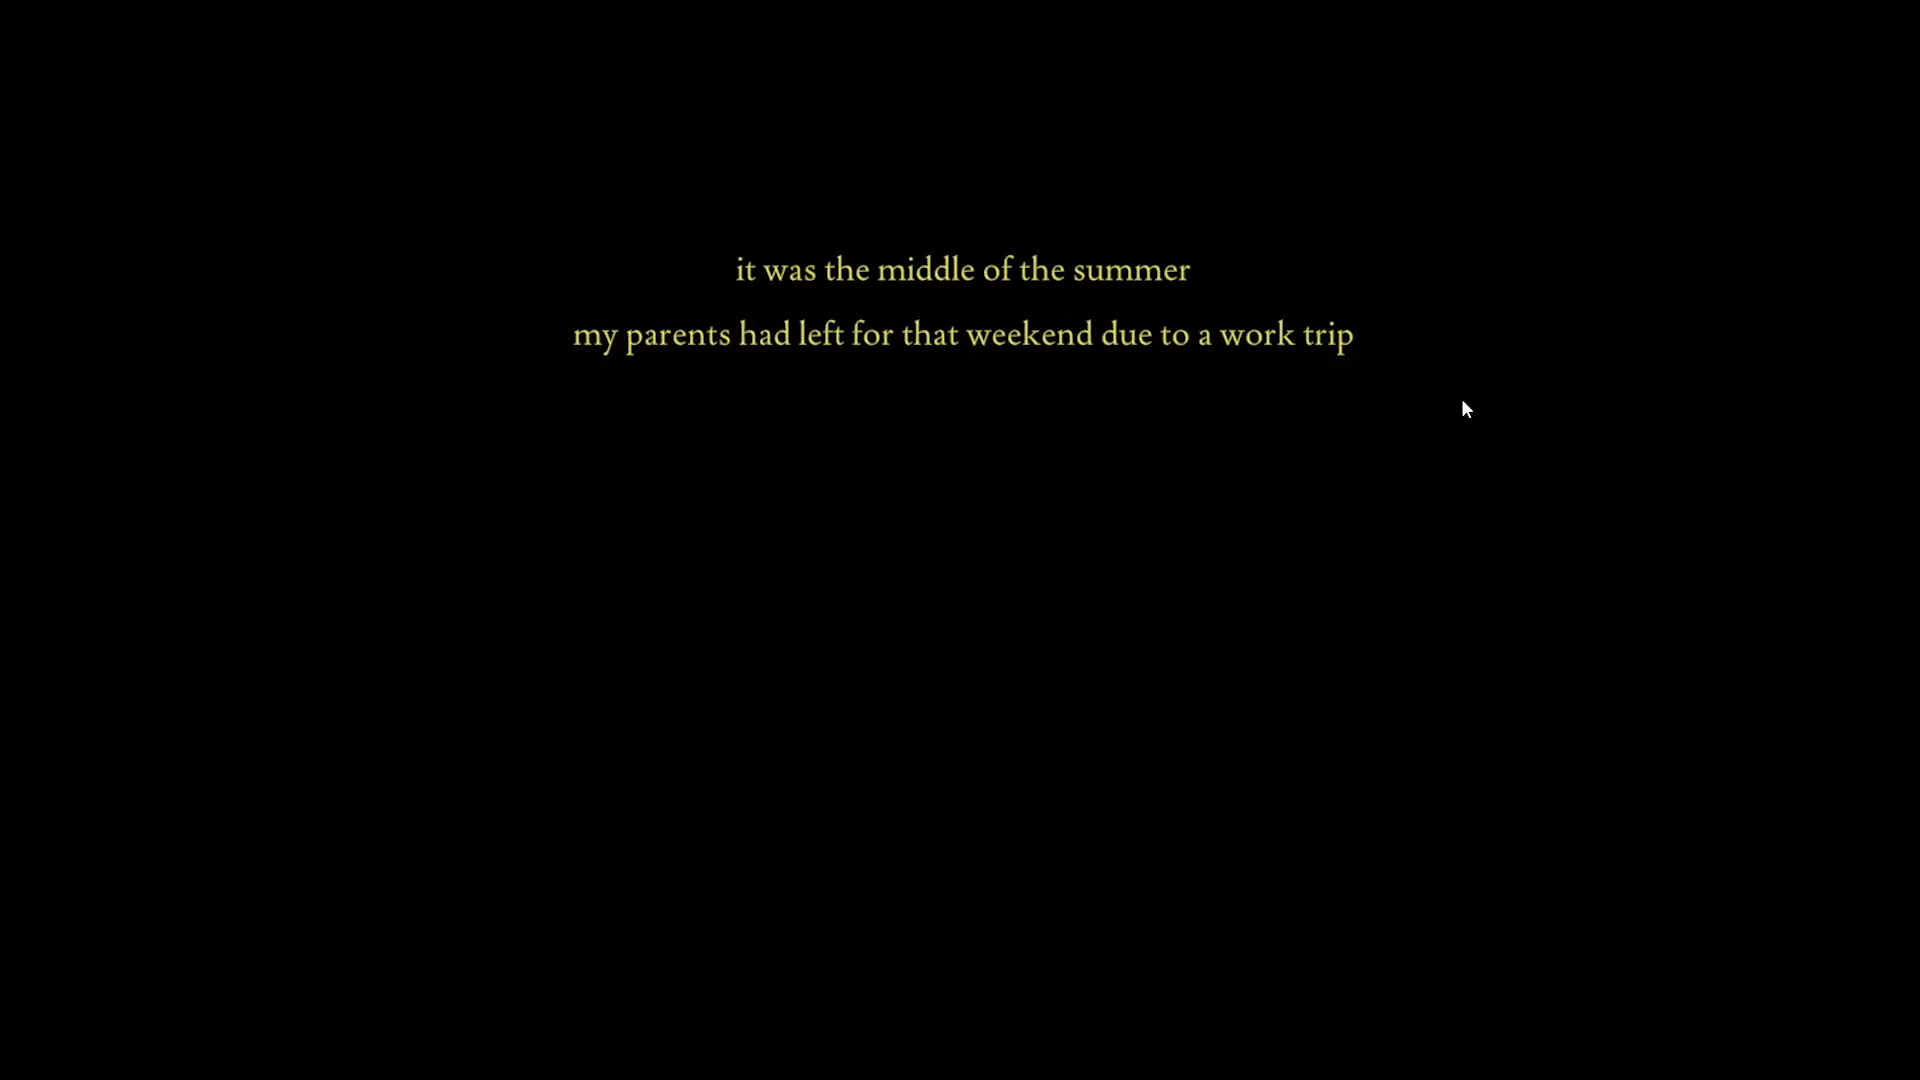 it was the middle of the summer
my parents had left for that weekend due to a work trip